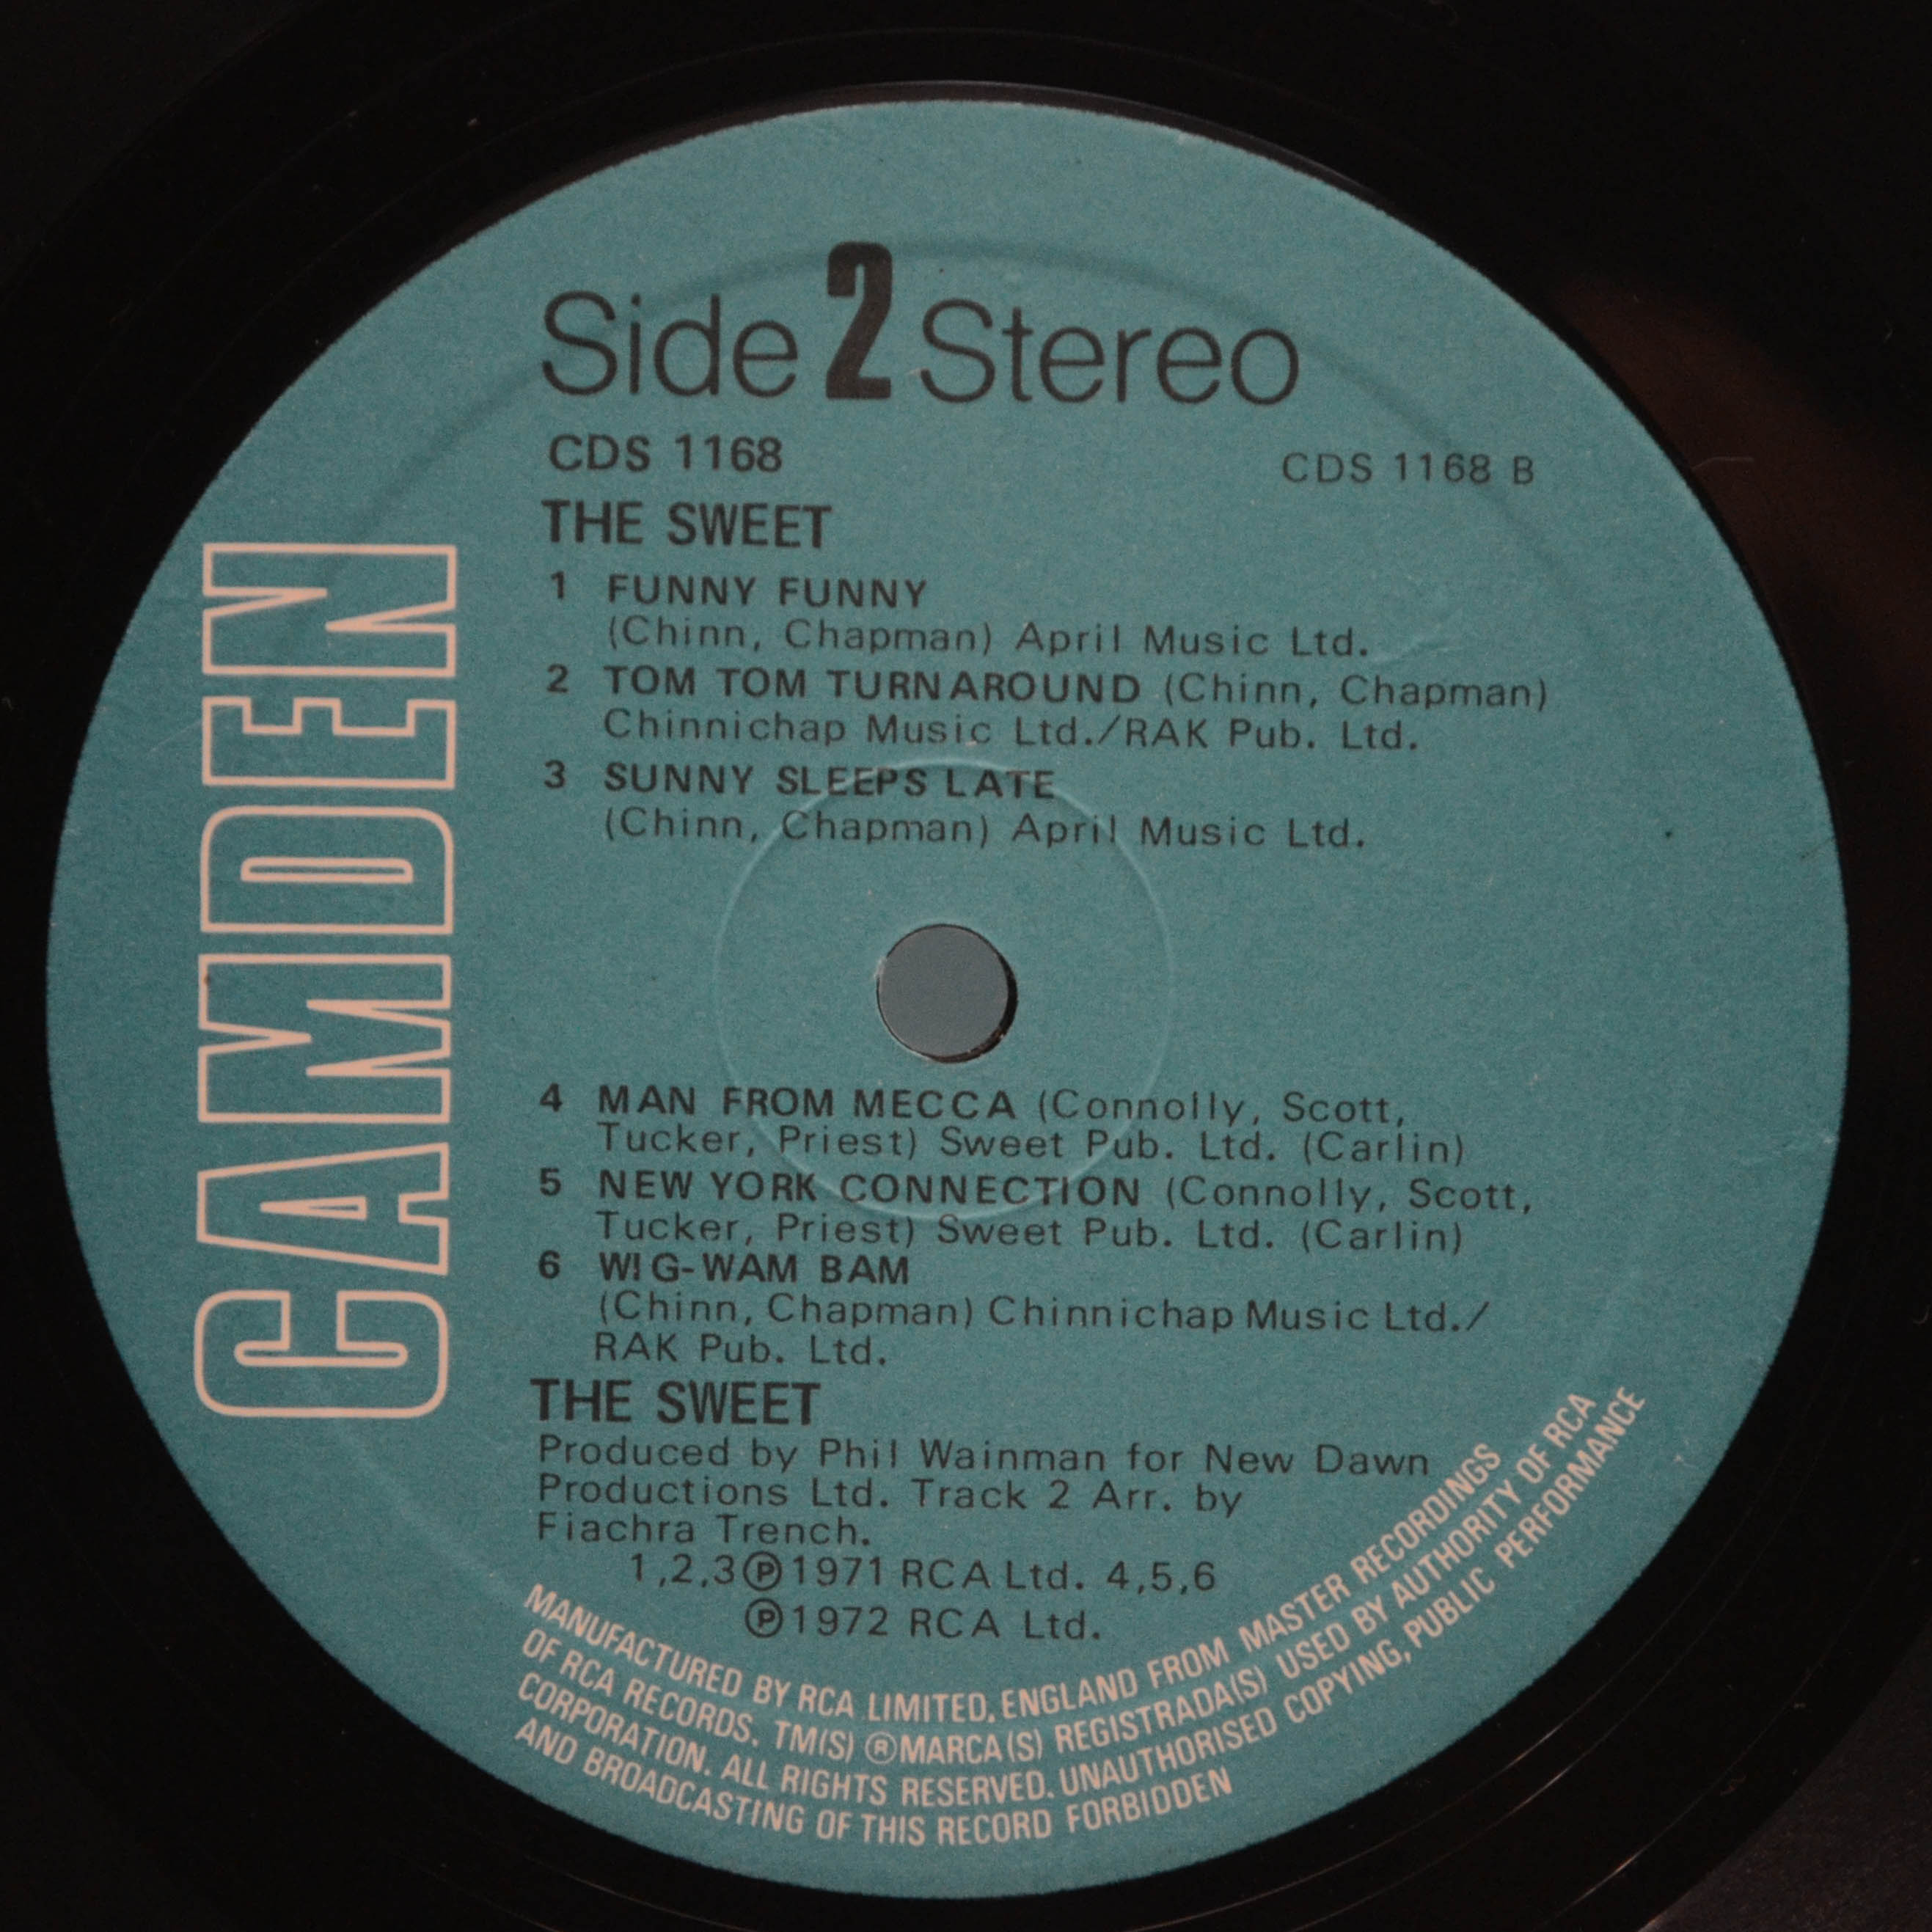 Side 2 Stereo
CDS 1168
CDS 1168 B
THE SWEET
1 FUNNY FUNNY
(Chinn, Chapman) April Music Ltd.
2 TOM TOM TURNAROUND (Chinn, Chapman)
Chinnichap Music Ltd./RAK Pub. Ltd.
3 SUNNY SLEEPS LATE
(Chinn, Chapman) April Music Ltd.
4 MAN FROM MECCA (Connolly, Scott,
Tucker, Priest) Sweet Pub. Ltd. (Carlin)
5 NEW YORK CONNECTION (Connolly, Scott,
Tucker, Priest) Sweet Pub. Ltd. (Carlin)
6 WIG-WAM BAM
(Chinn, Chapman) Chinnichap Music Ltd./
RAK Pub. Ltd.
THE SWEET
Produced by Phil Wainman for New Dawn
Productions Ltd. Track 2 Arr. by
Fiachra Trench.
1,2,3 ℗ 1971 RCA Ltd. 4,5,6
℗ 1972 RCA Ltd.
CAMDEN
MANUFACTURED BY RCA LIMITED, ENGLAND FROM MASTER RECORDINGS
OF RCA RECORDS. TM(S) ® MARCA(S) REGISTRADA(S) USED BY AUTHORITY OF RCA
CORPORATION. ALL RIGHTS RESERVED. UNAUTHORISED COPYING, PUBLIC PERFORMANCE
AND BROADCASTING OF THIS RECORD FORBIDDEN